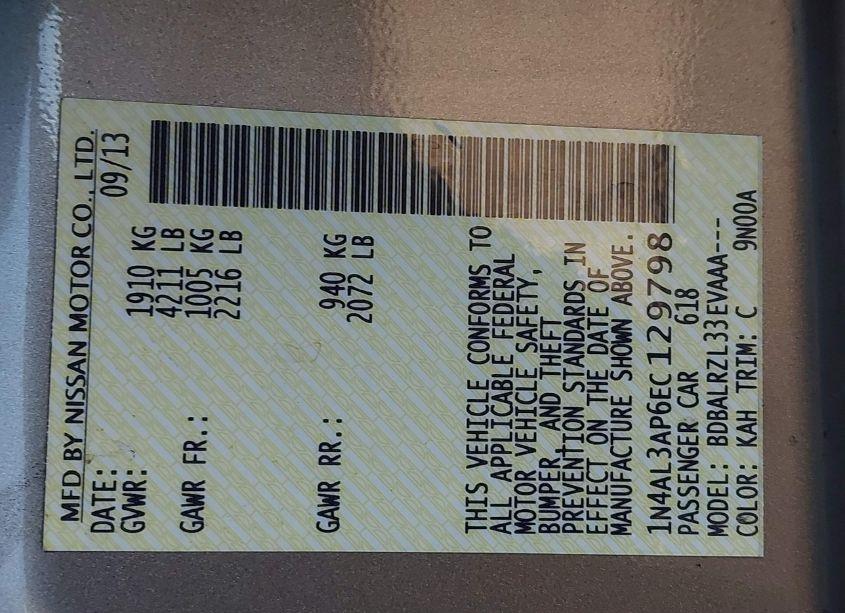 MFD BY NISSAN MOTOR CO., LTD.
DATE: 09/13
GVWR: 1910 KG
4211 LB
GAWR FR.: 1005 KG
2216 LB
GAWR RR.: 940 KG
2072 LB
THIS VEHICLE CONFORMS TO
ALL APPLICABLE FEDERAL
MOTOR VEHICLE SAFETY,
BUMPER, AND THEFT
PREVENTION STANDARDS IN
EFFECT ON THE DATE OF
MANUFACTURE SHOWN ABOVE.
1N4AL3AP6EC129798
PASSENGER CAR 618
MODEL: BDBALRZL33EVAAA---
COLOR: KAH TRIM: C 9N00A